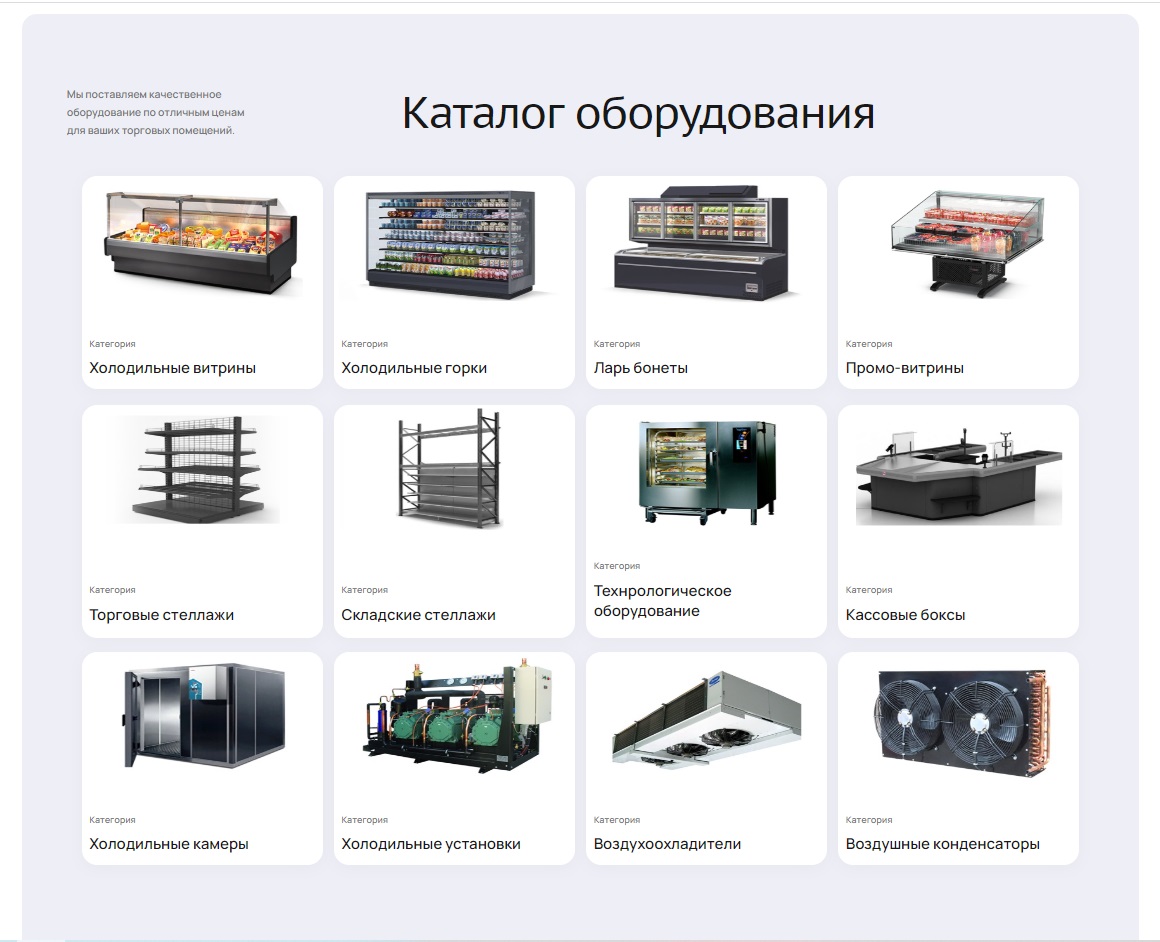 Мы поставляем качественное
оборудование по отличным ценам
для ваших торговых помещений.
Каталог оборудования
Категория
Холодильные витрины
Категория
Холодильные горки
Категория
Ларь бонеты
Категория
Промо-витрины
Категория
Торговые стеллажи
Категория
Складские стеллажи
Категория
Технрологическое
оборудование
Категория
Кассовые боксы
Категория
Холодильные камеры
Категория
Холодильные установки
Категория
Воздухоохладители
Категория
Воздушные конденсаторы